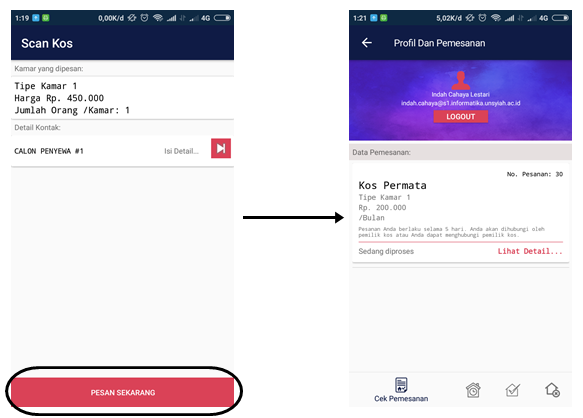 1:19
0,00K/d
4G
Scan Kos
Kamar yang dipesan:
Tipe Kamar 1
Harga Rp. 450.000
Jumlah Orang /Kamar: 1
Detail Kontak:
CALON PENYEWA #1
Isi Detail...
PESAN SEKARANG
1:21
5,02K/d
4G
Profil Dan Pemesanan
Indah Cahaya Lestari
indah.cahaya@s1.informatika.unsyiah.ac.id
LOGOUT
Data Pemesanan:
No. Pesanan: 30
Kos Permata
Tipe Kamar 1
Rp. 200.000
/Bulan
Pesanan Anda berlaku selama 5 hari. Anda akan dihubungi oleh
pemilik kos atau Anda dapat menghubungi pemilik kos.
Sedang diproses
Lihat Detail...
Cek Pemesanan